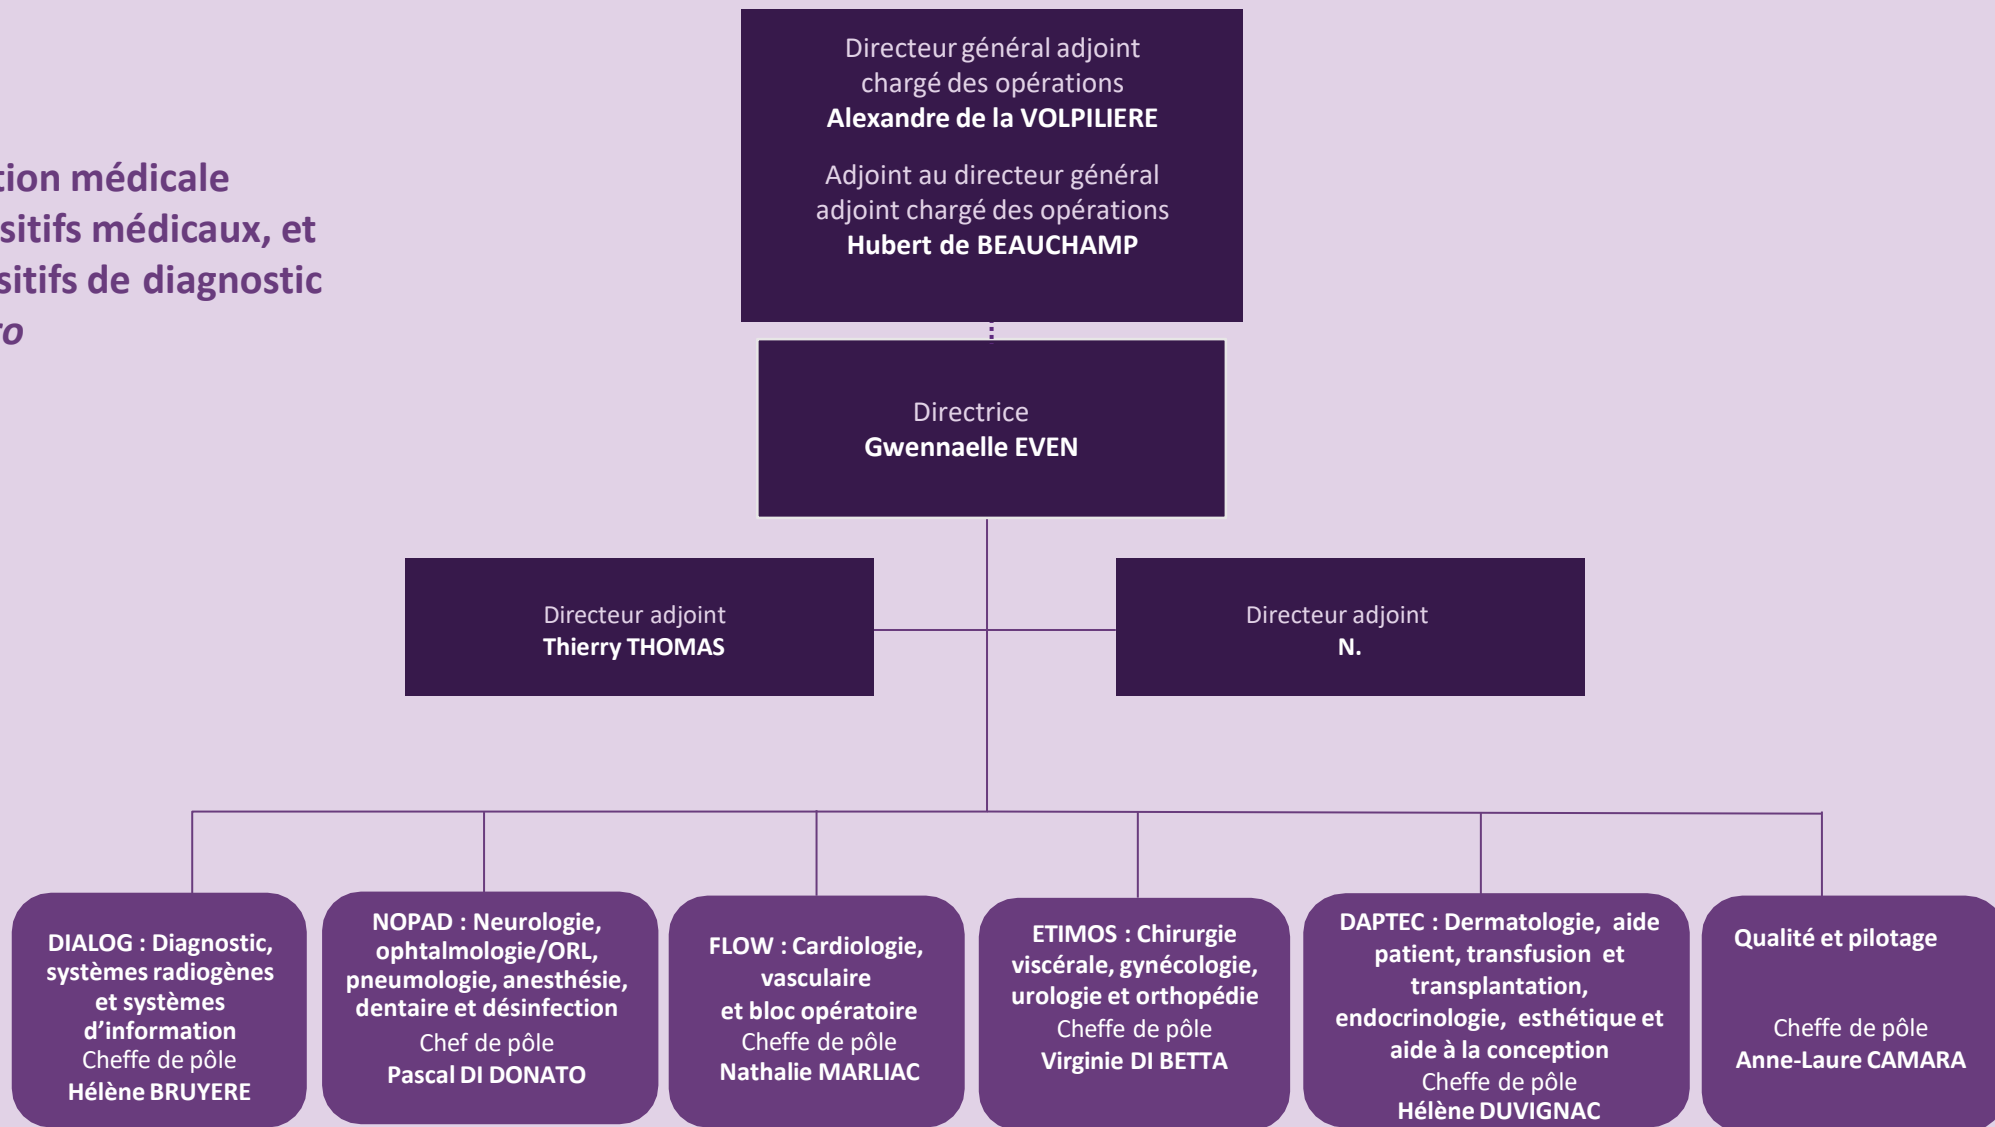 Directeur général adjoint
chargé des opérations
Alexandre de la VOLPILIERE
Adjoint au directeur général
adjoint chargé des opérations
Hubert de BEAUCHAMP
tion médicale
sitifs médicaux, et
sitifs de diagnostic
ro
Directrice
Gwennaelle EVEN
Directeur adjoint
Thierry THOMAS
Directeur adjoint
N.
DIALOG : Diagnostic,
systèmes radiogènes
et systèmes
d’information
Cheffe de pôle
Hélène BRUYERE
NOPAD : Neurologie,
ophtalmologie/ORL,
pneumologie, anesthésie,
dentaire et désinfection
Chef de pôle
Pascal DI DONATO
FLOW : Cardiologie,
vasculaire
et bloc opératoire
Cheffe de pôle
Nathalie MARLIAC
ETIMOS : Chirurgie
viscérale, gynécologie,
urologie et orthopédie
Cheffe de pôle
Virginie DI BETTA
DAPTEC : Dermatologie, aide
patient, transfusion et
transplantation,
endocrinologie, esthétique et
aide à la conception
Cheffe de pôle
Hélène DUVIGNAC
Qualité et pilotage
Cheffe de pôle
Anne-Laure CAMARA